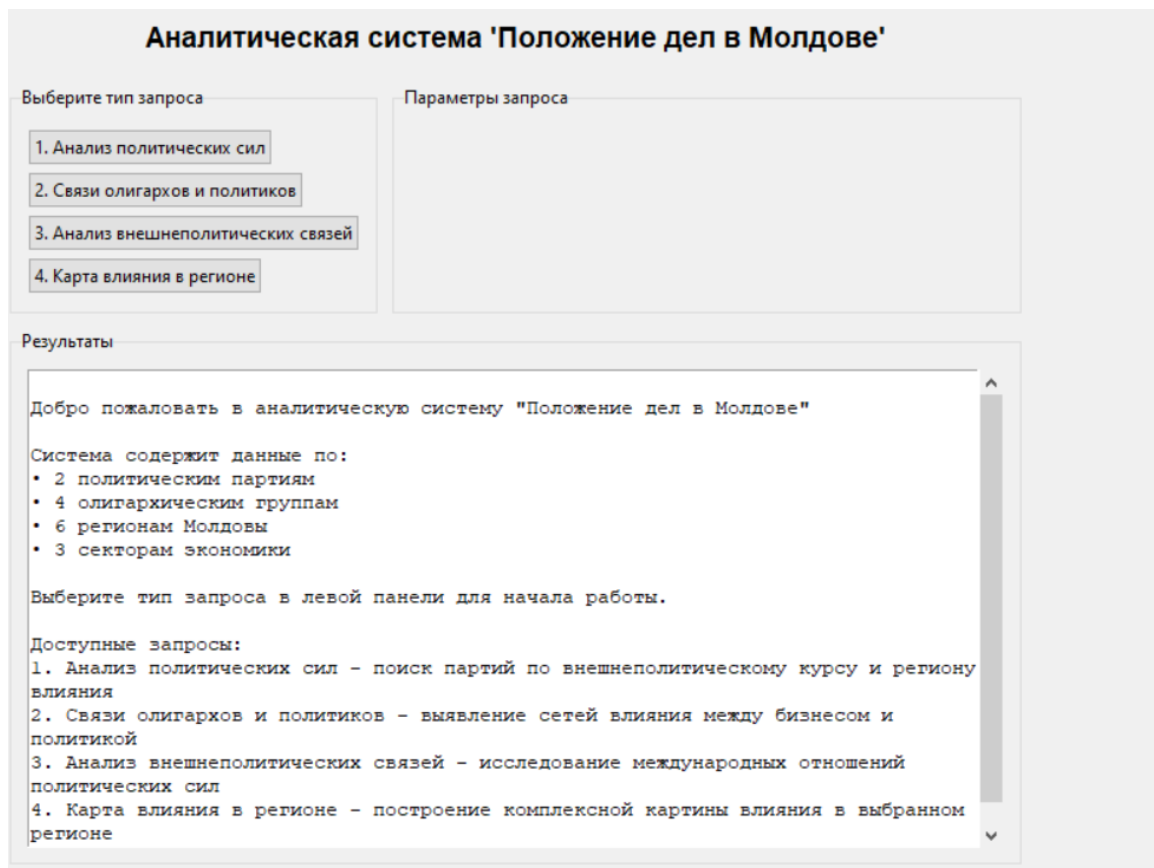 Аналитическая система 'Положение дел в Молдове'
Выберите тип запроса
Параметры запроса
1. Анализ политических сил
2. Связи олигархов и политиков
3. Анализ внешнеполитических связей
4. Карта влияния в регионе
Результаты
Добро пожаловать в аналитическую систему "Положение дел в Молдове"
Система содержит данные по:
• 2 политическим партиям
• 4 олигархическим группам
• 6 регионам Молдовы
• 3 секторам экономики
Выберите тип запроса в левой панели для начала работы.
Доступные запросы:
1. Анализ политических сил - поиск партий по внешнеполитическому курсу и региону
влияния
2. Связи олигархов и политиков - выявление сетей влияния между бизнесом и
политикой
3. Анализ внешнеполитических связей - исследование международных отношений
политических сил
4. Карта влияния в регионе - построение комплексной картины влияния в выбранном
регионе